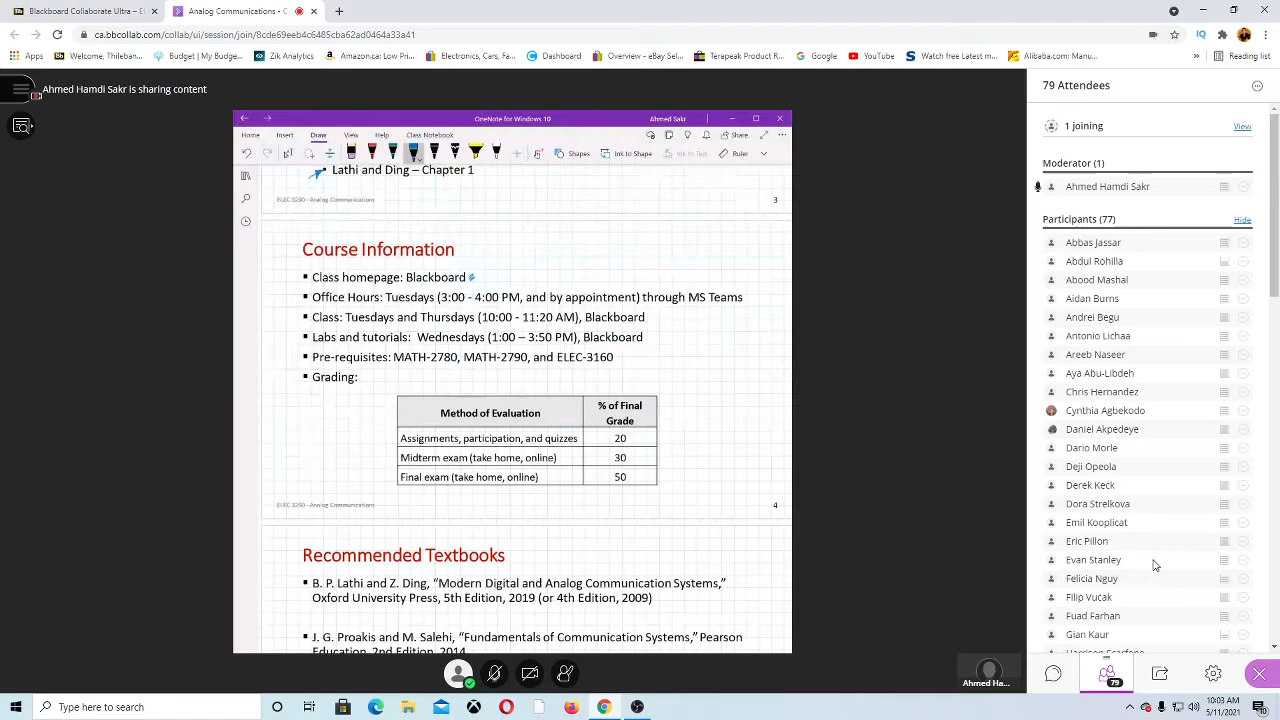 Blackboard Collaborate Ultra – El
Analog Communications - C
ca.bbcollab.com/collab/ui/session/join/8cde69eeb4c6485cba62ad0464a33a41
Welcome, Thileban...
Budget | My Budget...
Zik Analytics
Amazon.ca: Low Pri...
Electronics, Cars, Fa...
Dashboard
Overview - eBay Sel...
Terapeak Product R...
Google
YouTube
Watch
Alibaba.com: Manu...
»
Reading list
Ahmed Hamdi Sakr is sharing content
79 Attendees
1 joining
View
Moderator (1)
Ahmed Hamdi Sakr
Participants (77)
Hide
Abbas Jassar
Abdul Rohilla
Abood Mashal
Aidan Burns
Andrei Begu
Antonio Lichaa
Areeb Naseer
Aya Abu-Libdeh
Chris Hernandez
Cynthia Agbekodo
Daniel Akpedeye
Dario Morle
Deji Opeola
Derek Keck
Dora Strelkova
Emil Kooplicat
Eric Pillon
Evan Stanley
Felicia Nguy
Filip Vucak
Fuad Farhan
Gian Kaur
OneNote for Windows 10
Ahmed Sakr
Home
Insert
Draw
View
Help
Class Notebook
Share
Shapes
Ink to Shape
Ink to Text
Ruler
Lathi and Ding – Chapter 1
ELEC 3290 - Analog Communications
3
Course Information
Class homepage: Blackboard
Office Hours: Tuesdays (3:00 - 4:00 PM, and by appointment) through MS Teams
Class: Tuesdays and Thursdays (10:00 - 11:20 AM), Blackboard
Labs and tutorials: Wednesdays (1:00 – 3:50 PM), Blackboard
Pre-requisites: MATH-2780, MATH-2790, and ELEC-3160
Grading:
Method of Evaluation
% of Final Grade
Assignments, participation, and quizzes 20
Midterm exam (take home, online) 30
Final exam (take home, online) 50
ELEC 3290 - Analog Communications
4
Recommended Textbooks
B. P. Lathi and Z. Ding, “Modern Digital and Analog Communication Systems,”
Oxford University Press, 5th Edition, 2019 (or 4th Edition, 2009)
J. G. Proakis and M. Salehi, “Fundamentals of Communication Systems,” Pearson
Education, 2nd Edition, 2014
Ahmed Ha...
79
Type here to search
10:03 AM
5/11/2021